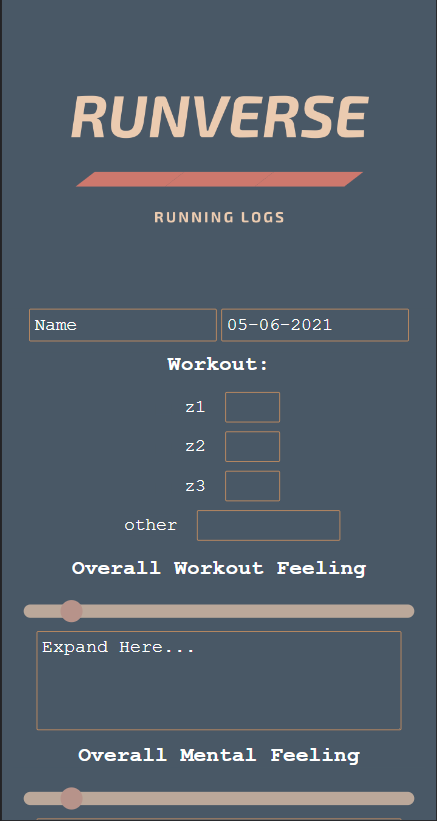 RUNVERSE
RUNNING LOGS
Name 05-06-2021
Workout:
z1
z2
z3
other
Overall Workout Feeling
Expand Here...
Overall Mental Feeling